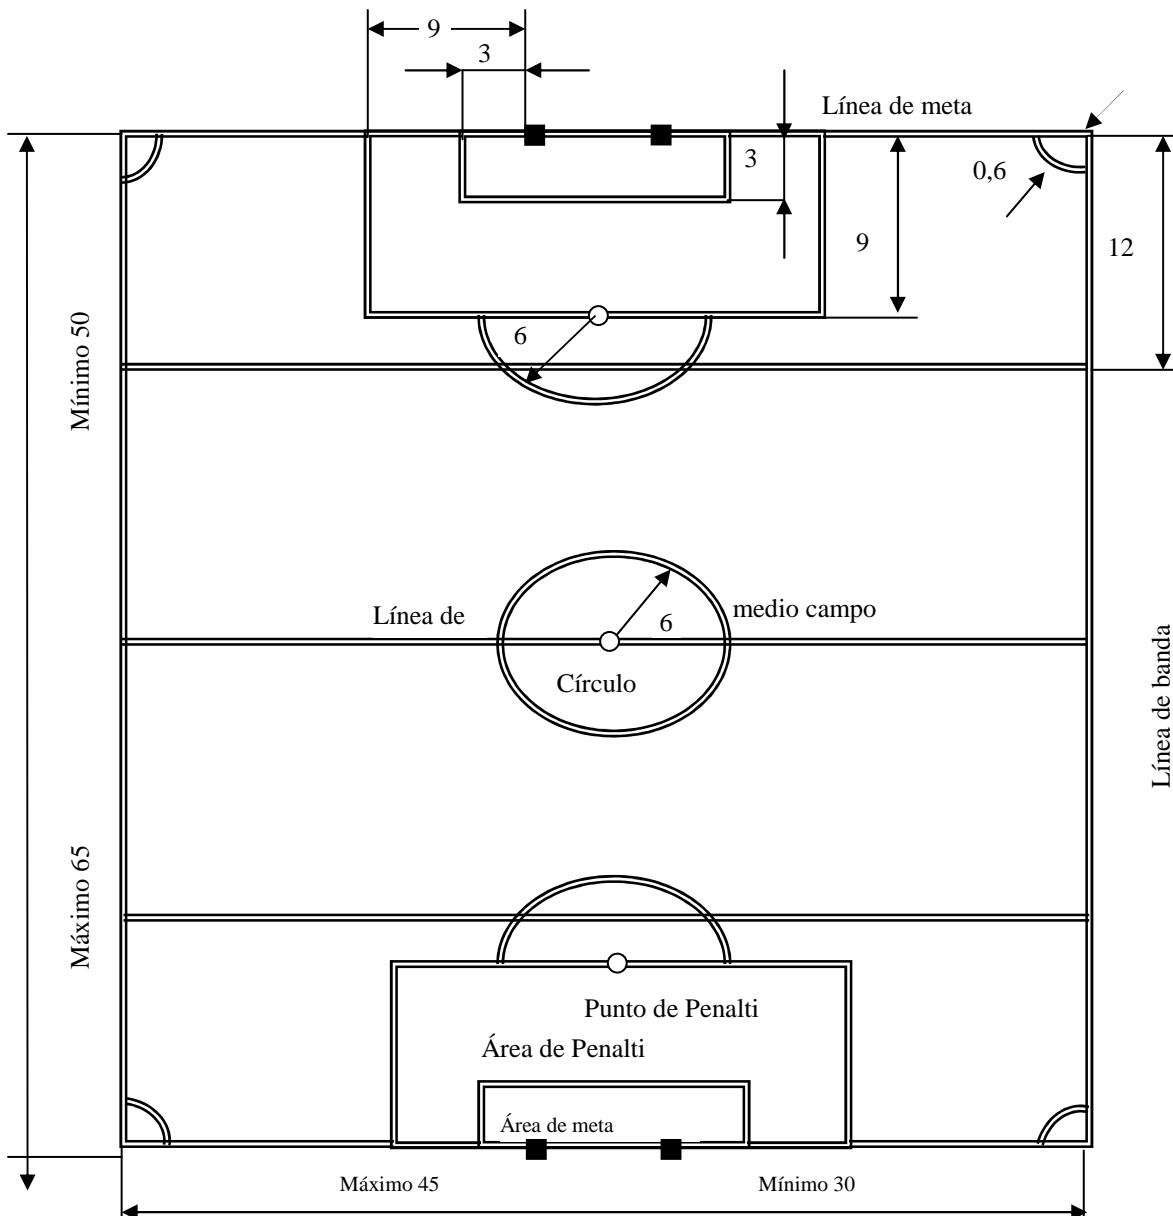 9
3
Línea de meta
3
0,6
9
12
Mínimo 50
6
Línea de
medio campo
6
Círculo
Línea de banda
Máximo 65
Punto de Penalti
Área de Penalti
Área de meta
Máximo 45
Mínimo 30